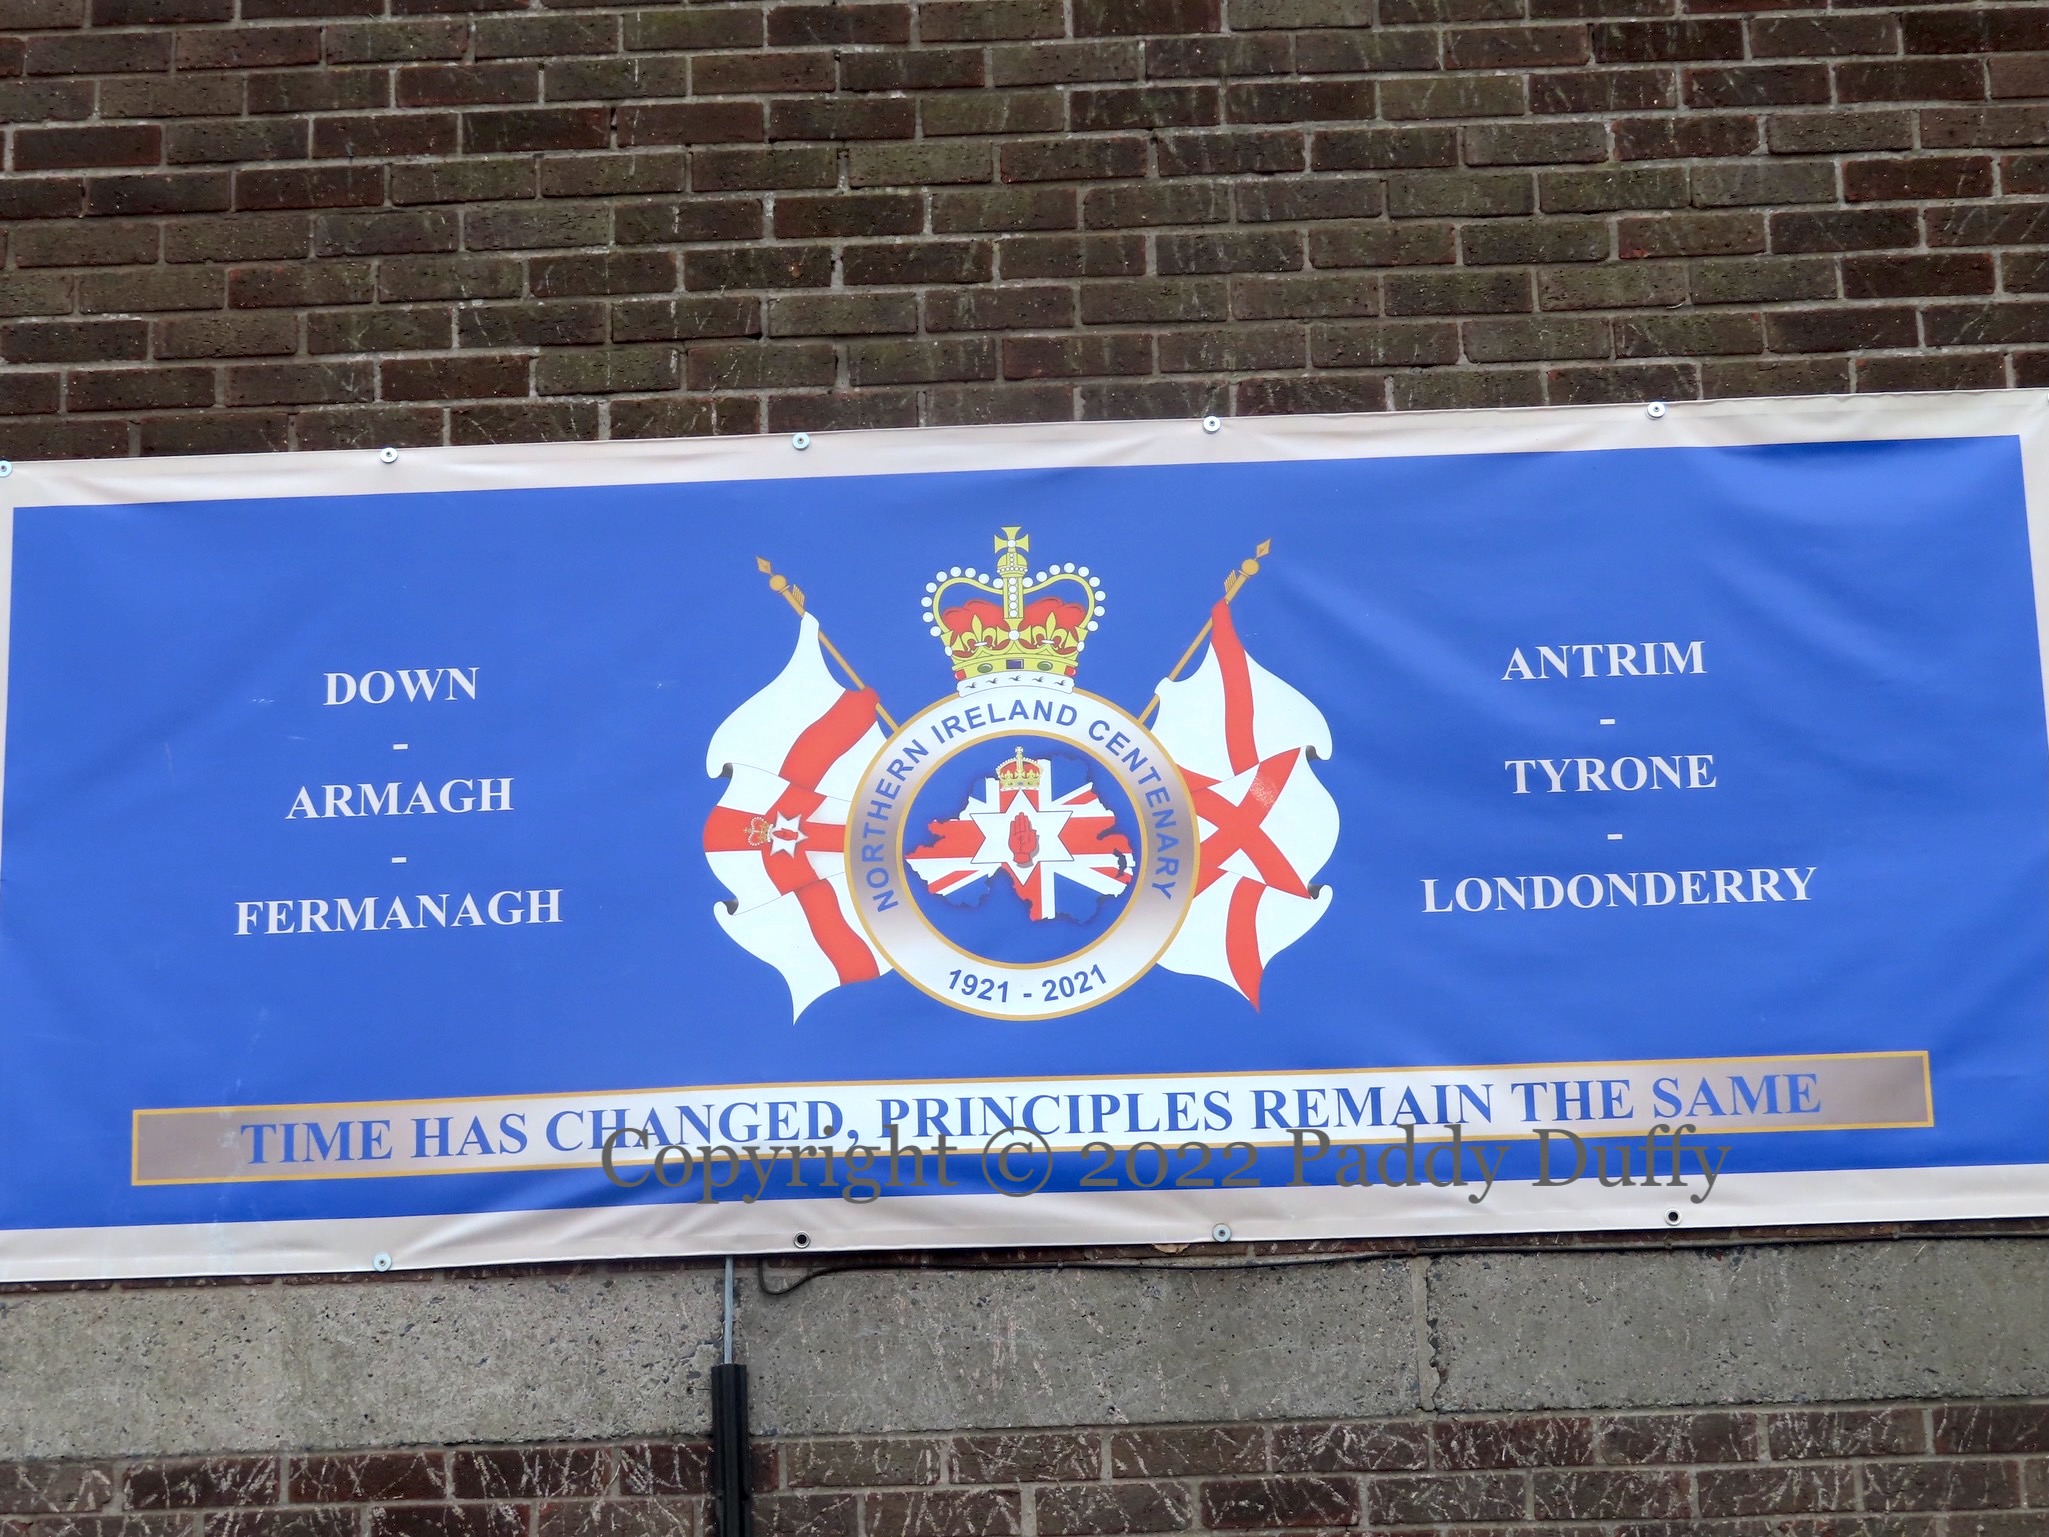 DOWN
-
ARMAGH
-
FERMANAGH
NORTHERN IRELAND CENTENARY
1921 - 2021
ANTRIM
-
TYRONE
-
LONDONDERRY
TIME HAS CHANGED, PRINCIPLES REMAIN THE SAME
Copyright © 2022 Paddy Duffy